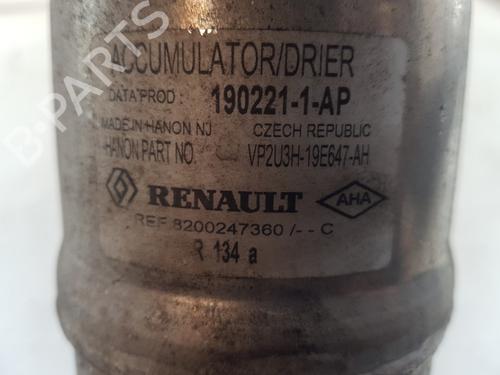 ACCUMULATOR/DRIER
DATA PROD : 190221-1-AP
MADE IN HANON NJ CZECH REPUBLIC
HANON PART NO. VP2U3H-19E647-AH
RENAULT AHA
REF 8200247360 /- - C
R 134 a